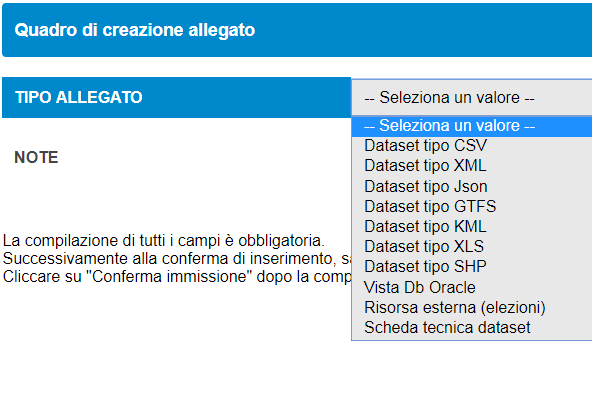 Quadro di creazione allegato
TIPO ALLEGATO
-- Seleziona un valore --
-- Seleziona un valore --
Dataset tipo CSV
Dataset tipo XML
Dataset tipo Json
Dataset tipo GTFS
Dataset tipo KML
Dataset tipo XLS
Dataset tipo SHP
Vista Db Oracle
Risorsa esterna (elezioni)
Scheda tecnica dataset
NOTE
La compilazione di tutti i campi è obbligatoria.
Successivamente alla conferma di inserimento,
Cliccare su "Conferma immissione" dopo la